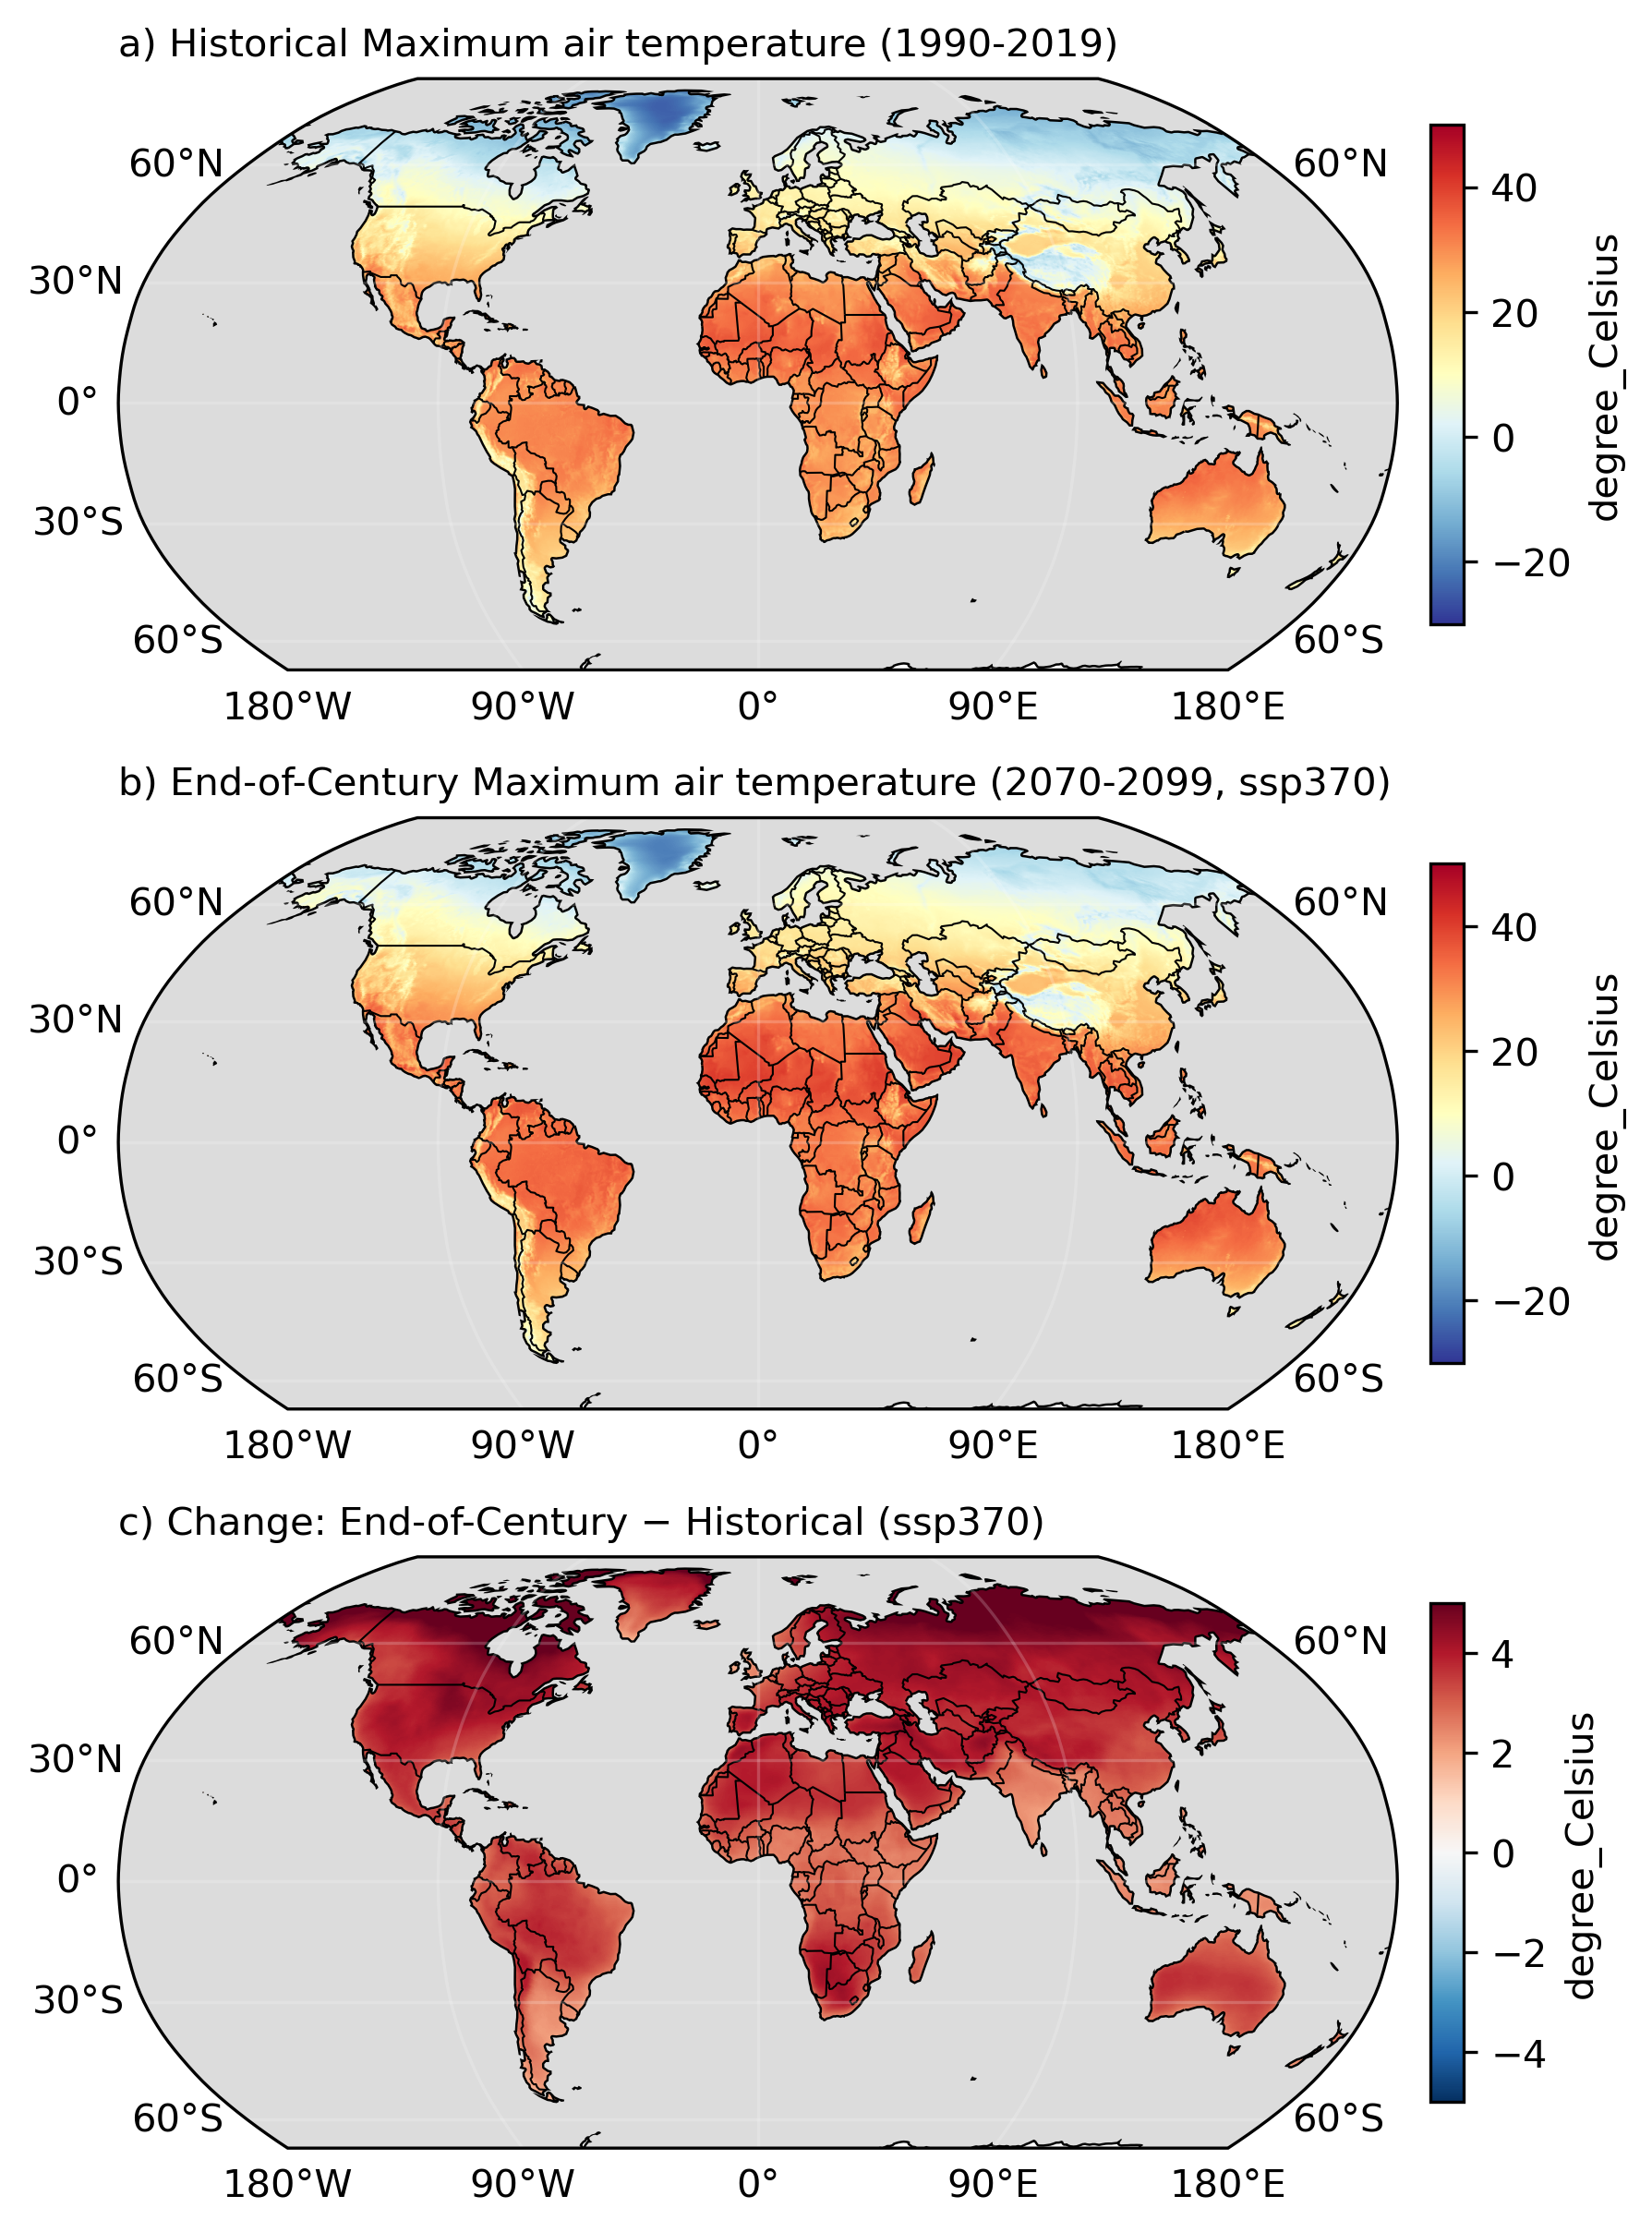 a) Historical Maximum air temperature (1990-2019)
60°N
60°N
40
30°N
20
0°
0
degree_Celsius
30°S
−20
60°S
60°S
180°W 90°W 0° 90°E 180°E
b) End-of-Century Maximum air temperature (2070-2099, ssp370)
60°N
60°N
40
30°N
20
0°
0
degree_Celsius
30°S
−20
60°S
60°S
180°W 90°W 0° 90°E 180°E
c) Change: End-of-Century − Historical (ssp370)
60°N
60°N
4
30°N
2
0°
0
degree_Celsius
−2
30°S
−4
60°S
60°S
180°W 90°W 0° 90°E 180°E